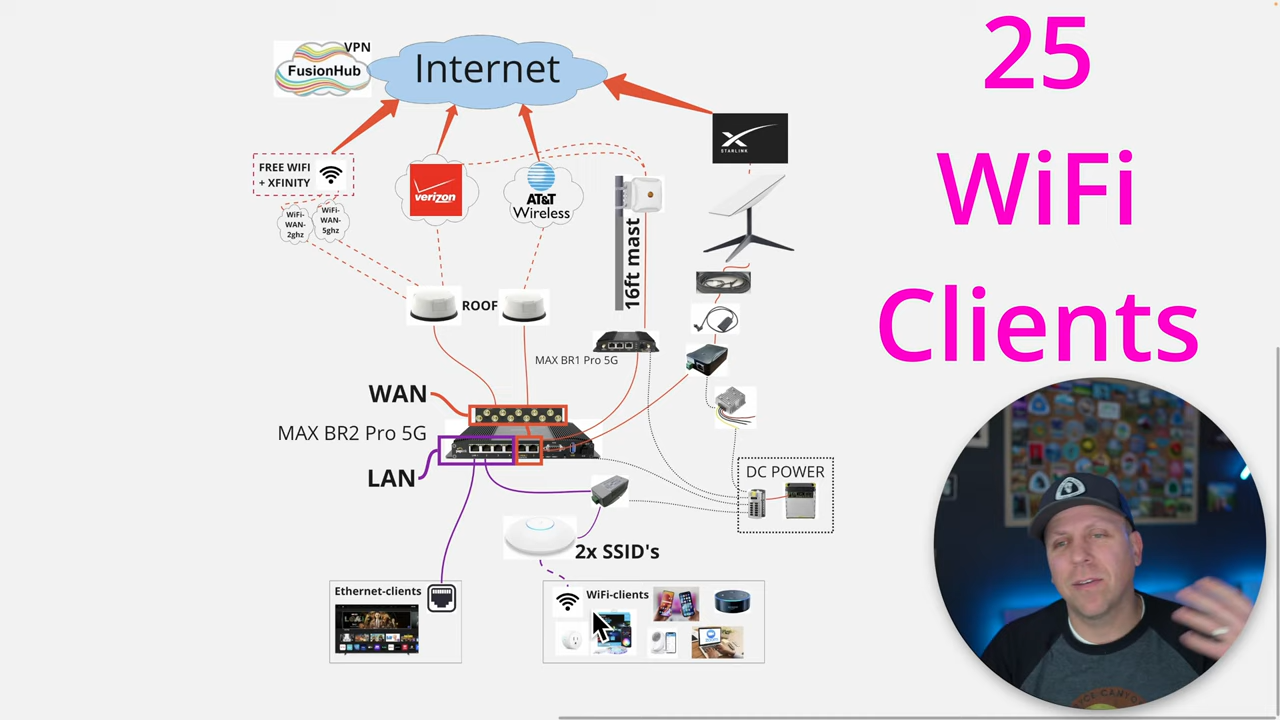 25
WiFi
Clients
VPN
FusionHub
Internet
STARLINK
FREE WIFI
+ XFINITY
WiFi-
WAN-
2ghz
WiFi-
WAN-
5ghz
verizon
AT&T
Wireless
16ft mast
ROOF
MAX BR1 Pro 5G
WAN
MAX BR2 Pro 5G
LAN
DC POWER
2x SSID's
Ethernet-clients
WiFi-clients